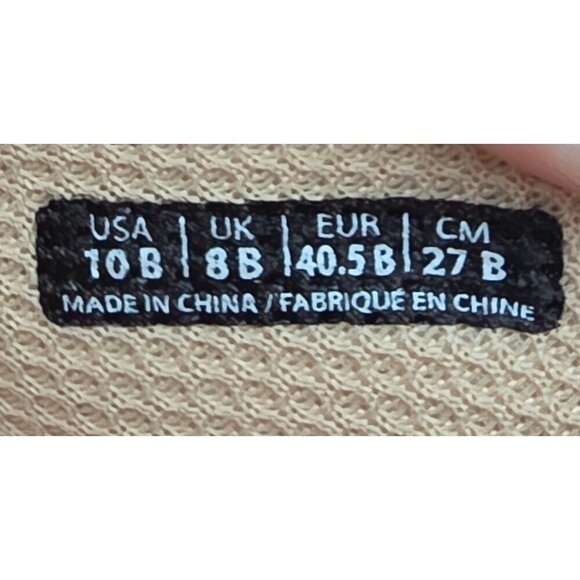 USA | UK | EUR | CM
10 B | 8 B | 40.5 B | 27 B
MADE IN CHINA / FABRIQUÉ EN CHINE